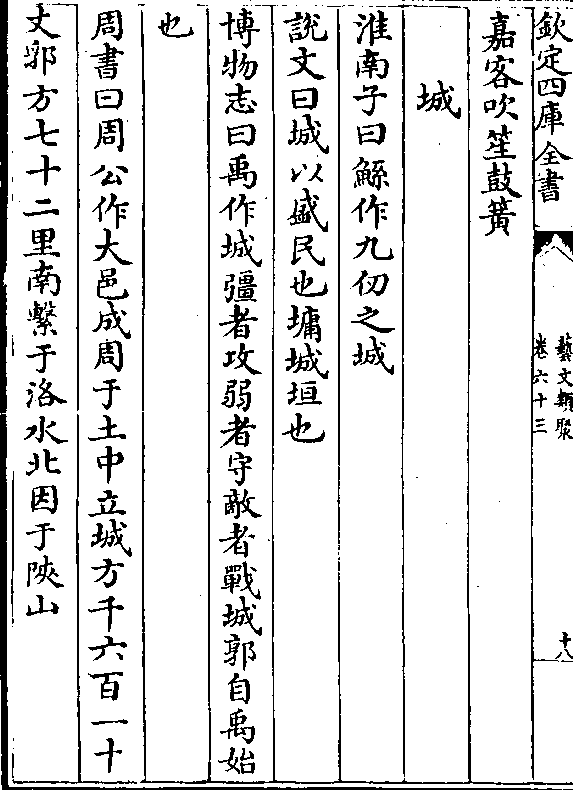 欽定四庫全書
藝文類聚
卷六十三
十八
嘉客吹笙鼓簧
城
淮南子曰鯀作九仞之城
說文曰城以盛民也墉城垣也
博物志曰禹作城彊者攻弱者守敵者戰城郭自禹始
也
周書曰周公作大邑成周于土中立城方千六百一十
丈郭方七十二里南繫于洛水北因于陜山